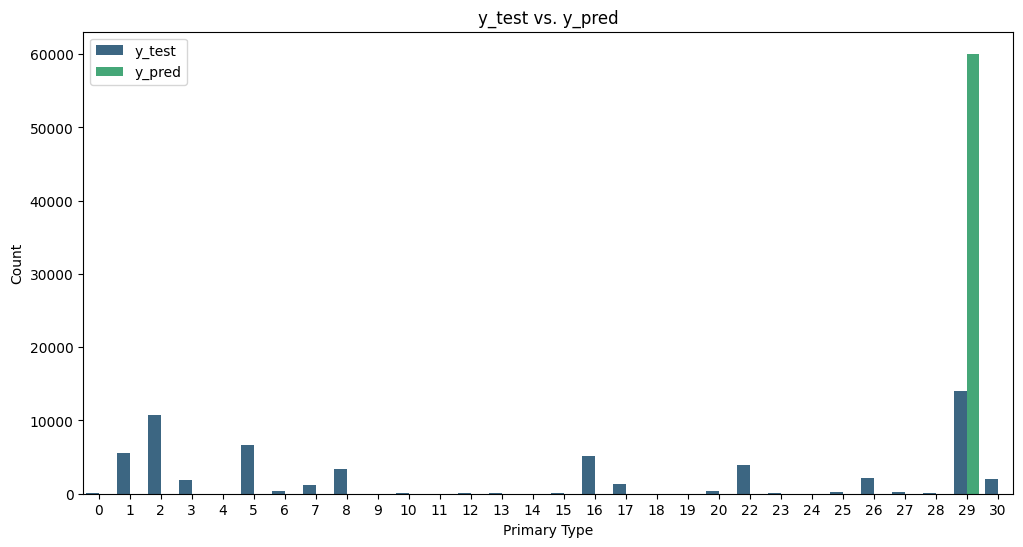 y_test vs. y_pred
y_test
y_pred
60000
50000
40000
30000
20000
10000
0
Count
0 1 2 3 4 5 6 7 8 9 10 11 12 13 14 15 16 17 18 19 20 22 23 24 25 26 27 28 29 30
Primary Type